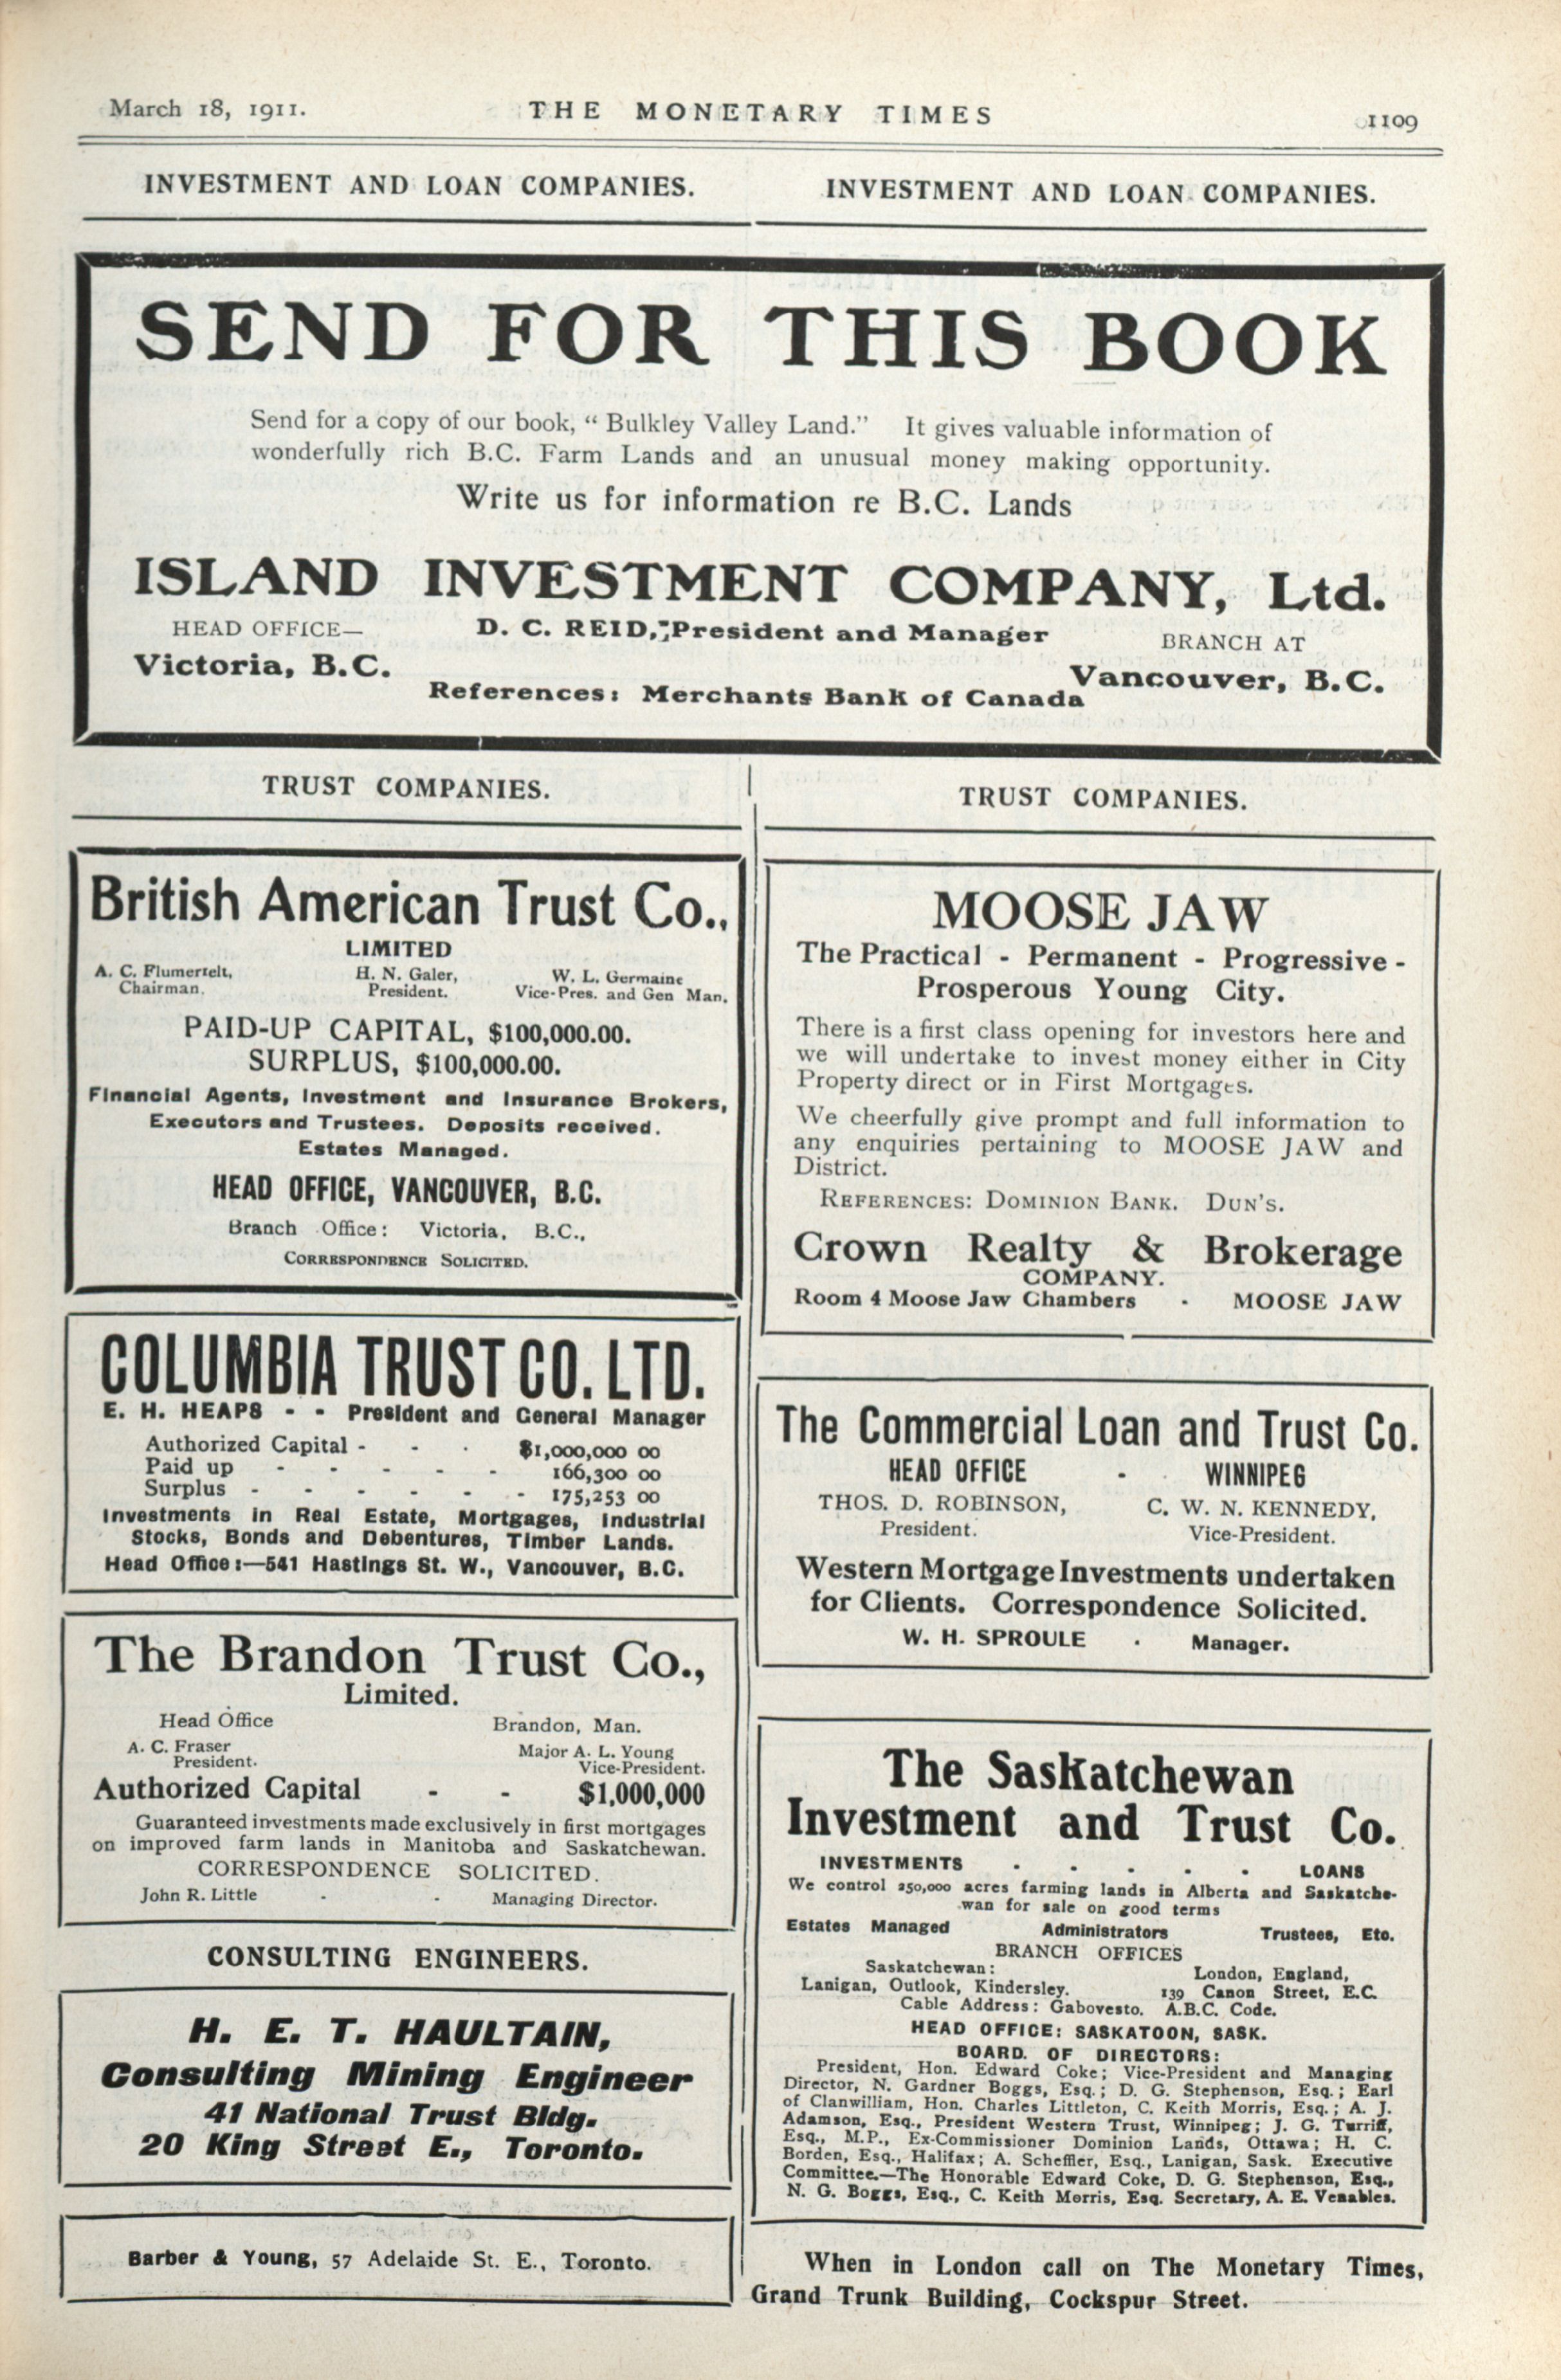 March 18, 1911.
THE MONETARY TIMES
1109
INVESTMENT AND LOAN COMPANIES.
INVESTMENT AND LOAN COMPANIES.
SEND FOR THIS BOOK
Send for a copy of our book, “ Bulkley Valley Land.” It gives valuable information of
wonderfully rich B.C. Farm Lands and an unusual money making opportunity.
Write us for information re B.C. Lands
ISLAND INVESTMENT COMPANY, Ltd.
HEAD OFFICE—
Victoria, B.C.
D. C. REID, President and Manager
References: Merchants Bank of Canada
BRANCH AT
Vancouver, B.C.
TRUST COMPANIES.
British American Trust Co.,
LIMITED
A. C. Flumerfelt,
Chairman.
H. N. Galer,
President.
W. L. Germaine
Vice-Pres. and Gen Man.
PAID-UP CAPITAL, $100,000.00.
SURPLUS, $100,000.00.
Financial Agents, Investment and Insurance Brokers,
Executors and Trustees. Deposits received.
Estates Managed.
HEAD OFFICE, VANCOUVER, B.C.
Branch Office: Victoria, B.C.,
CORRESPONDENCE SOLICITED.
COLUMBIA TRUST CO. LTD.
E. H. HEAPS - - President and General Manager
Authorized Capital - - - $1,000,000 00
Paid up - - - - - 166,300 00
Surplus - - - - - - 175,253 00
Investments in Real Estate, Mortgages, Industrial
Stocks, Bonds and Debentures, Timber Lands.
Head Office:—541 Hastings St. W., Vancouver, B.C.
The Brandon Trust Co.,
Limited.
Head Office Brandon, Man.
A. C. Fraser
President.
Major A. L. Young
Vice-President.
Authorized Capital - - $1,000,000
Guaranteed investments made exclusively in first mortgages
on improved farm lands in Manitoba and Saskatchewan.
CORRESPONDENCE SOLICITED.
John R. Little - - Managing Director.
CONSULTING ENGINEERS.
H. E. T. HAULTAIN,
Consulting Mining Engineer
41 National Trust Bldg.
20 King Street E., Toronto.
Barber & Young, 57 Adelaide St. E., Toronto.
TRUST COMPANIES.
MOOSE JAW
The Practical - Permanent - Progressive -
Prosperous Young City.
There is a first class opening for investors here and
we will undertake to invest money either in City
Property direct or in First Mortgages.
We cheerfully give prompt and full information to
any enquiries pertaining to MOOSE JAW and
District.
REFERENCES: DOMINION BANK. DUN'S.
Crown Realty & Brokerage
COMPANY.
Room 4 Moose Jaw Chambers - MOOSE JAW
The Commercial Loan and Trust Co.
HEAD OFFICE - WINNIPEG
THOS. D. ROBINSON,
President.
C. W. N. KENNEDY,
Vice-President.
Western Mortgage Investments undertaken
for Clients. Correspondence Solicited.
W. H. SPROULE - Manager.
The Saskatchewan
Investment and Trust Co.
INVESTMENTS - - - - - LOANS
We control 250,000 acres farming lands in Alberta and Saskatche-
wan for sale on good terms
Estates Managed Administrators Trustees, Etc.
BRANCH OFFICES
Saskatchewan:
Lanigan, Outlook, Kindersley.
London, England,
139 Canon Street, E.C.
Cable Address: Gabovesto. A.B.C. Code.
HEAD OFFICE: SASKATOON, SASK.
BOARD. OF DIRECTORS:
President, Hon. Edward Coke; Vice-President and Managing
Director, N. Gardner Boggs, Esq.; D. G. Stephenson, Esq.; Earl
of Clanwilliam, Hon. Charles Littleton, C. Keith Morris, Esq.; A. J.
Adamson, Esq., President Western Trust, Winnipeg; J. G. Turriff,
Esq., M.P., Ex-Commissioner Dominion Lands, Ottawa; H. C.
Borden, Esq., Halifax; A. Scheffler, Esq., Lanigan, Sask. Executive
Committee.—The Honorable Edward Coke, D. G. Stephenson, Esq.,
N. G. Boggs, Esq., C. Keith Morris, Esq. Secretary, A. E. Venables.
When in London call on The Monetary Times,
Grand Trunk Building, Cockspur Street.